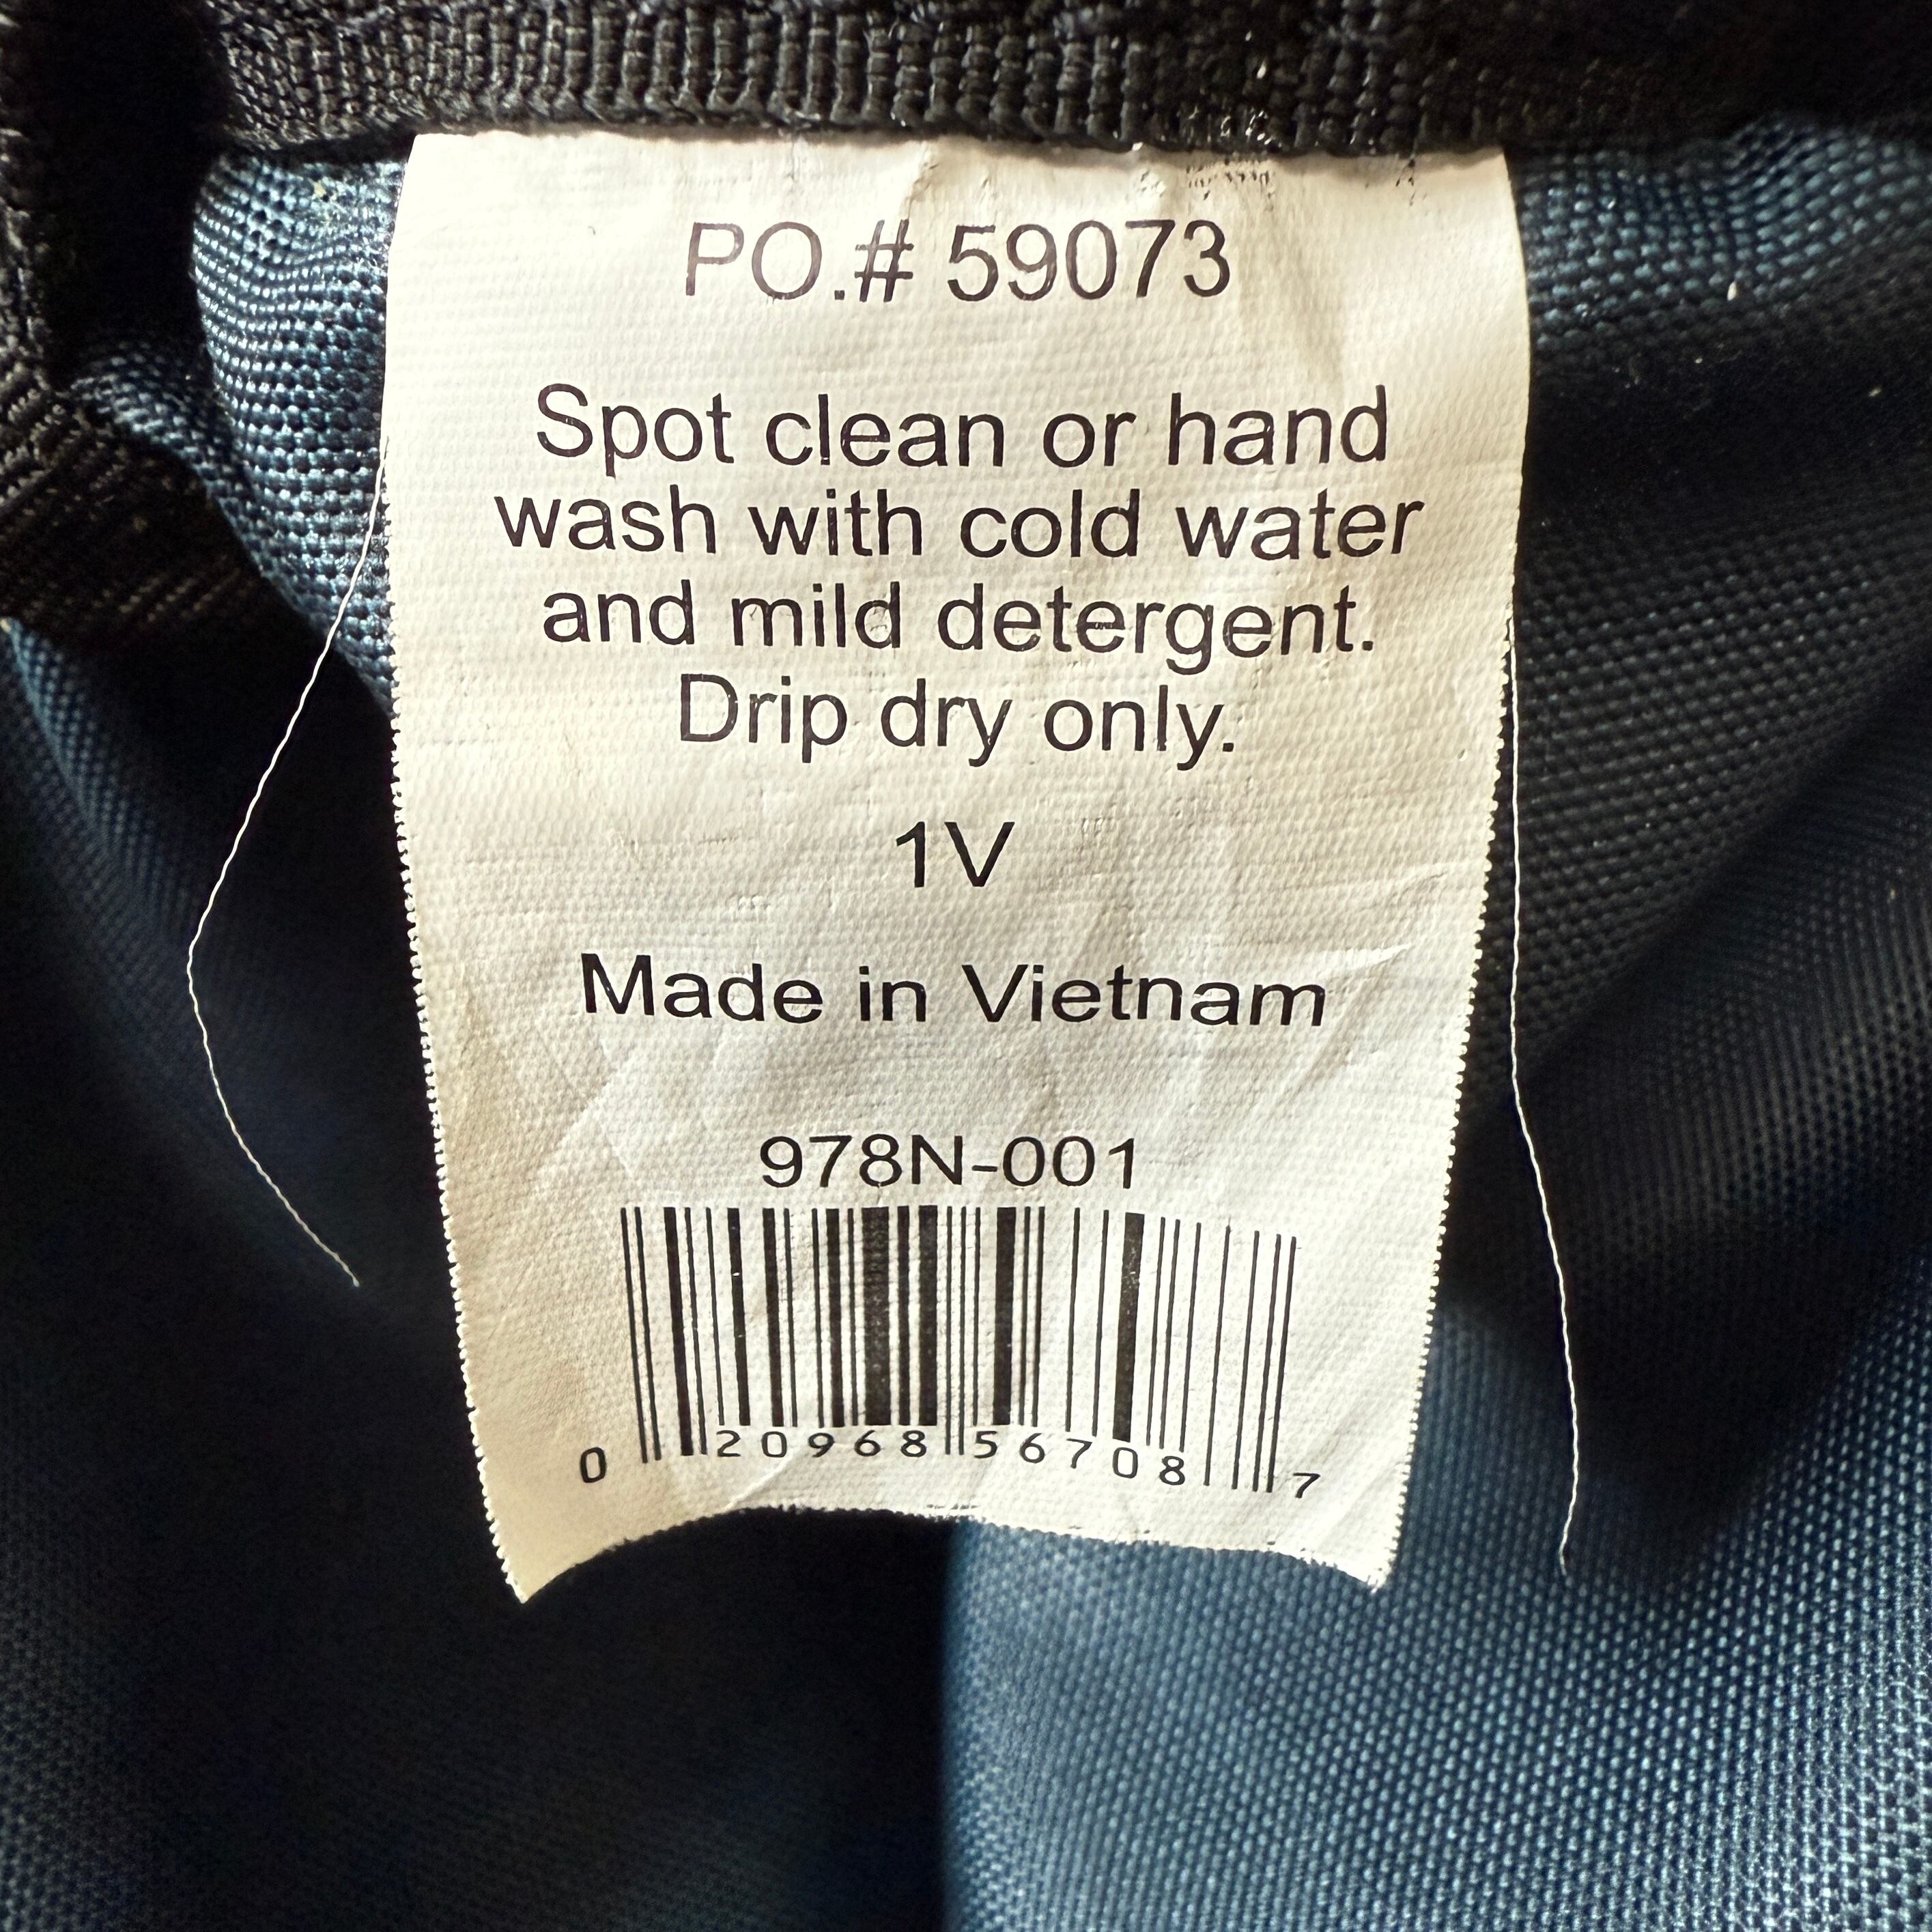 PO.# 59073
Spot clean or hand
wash with cold water
and mild detergent.
Drip dry only.
1V
Made in Vietnam
978N-001
0 20968 56708 7